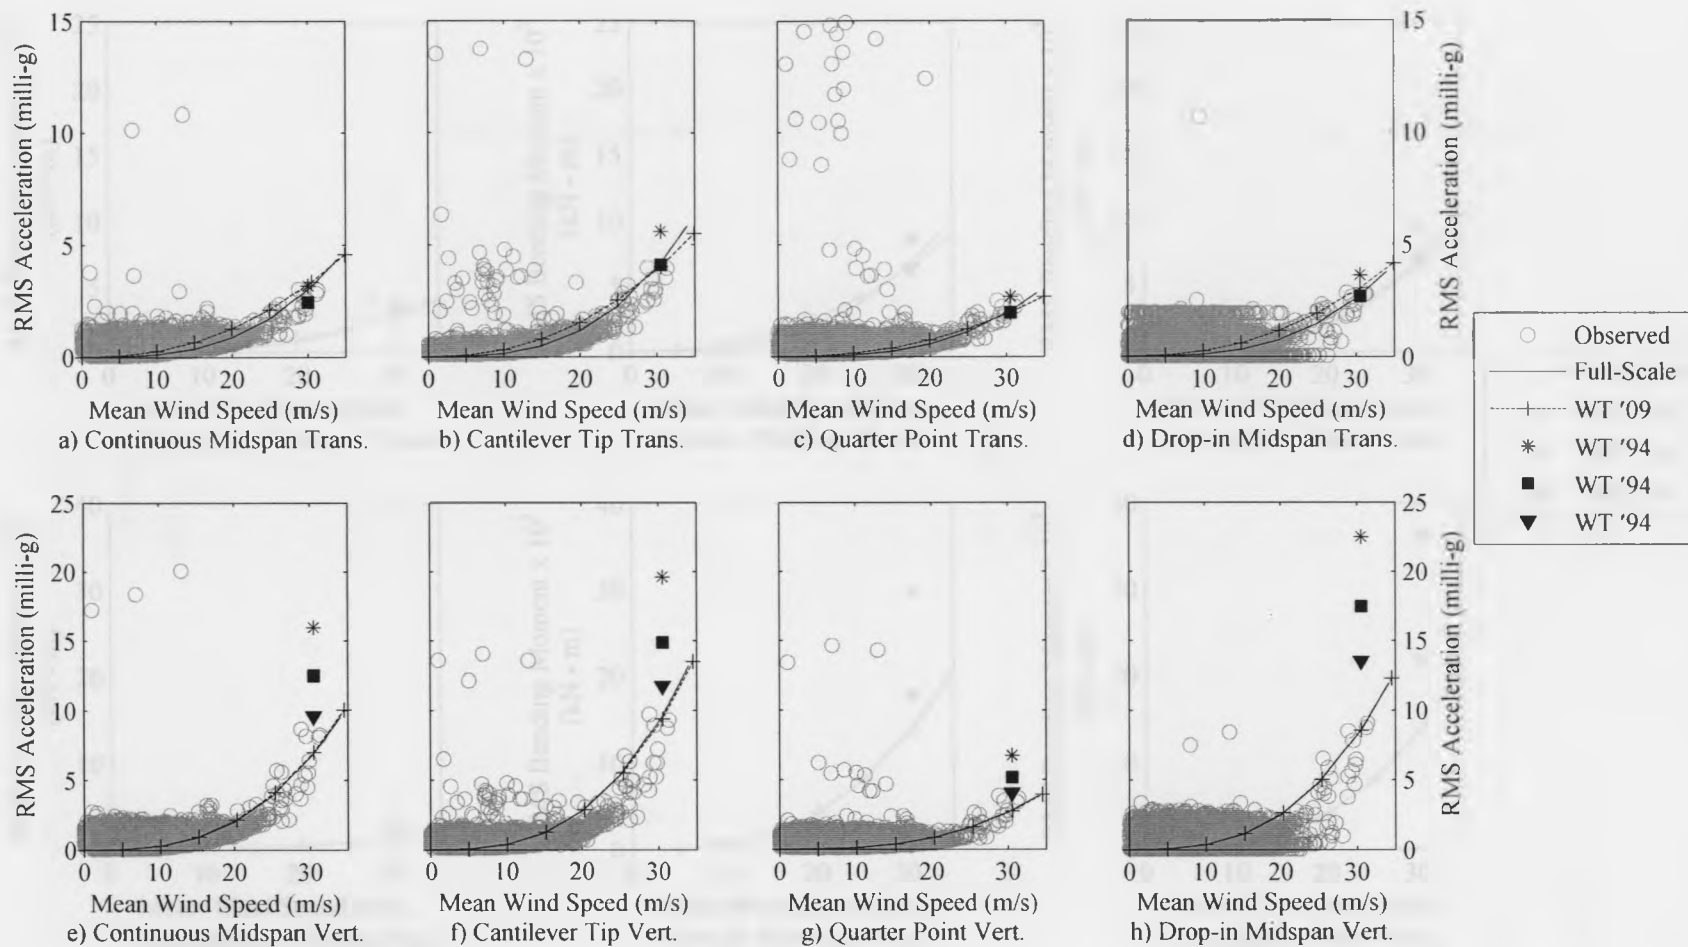 15
10
5
0
RMS Acceleration (milli-g)
0 10 20 30
Mean Wind Speed (m/s)
a) Continuous Midspan Trans.
0 10 20 30
Mean Wind Speed (m/s)
b) Cantilever Tip Trans.
0 10 20 30
Mean Wind Speed (m/s)
c) Quarter Point Trans.
15
10
5
0
RMS Acceleration (milli-g)
0 10 20 30
Mean Wind Speed (m/s)
d) Drop-in Midspan Trans.
Observed
Full-Scale
WT '09
WT '94
WT '94
WT '94
25
20
15
10
5
0
RMS Acceleration (milli-g)
0 10 20 30
Mean Wind Speed (m/s)
e) Continuous Midspan Vert.
0 10 20 30
Mean Wind Speed (m/s)
f) Cantilever Tip Vert.
0 10 20 30
Mean Wind Speed (m/s)
g) Quarter Point Vert.
25
20
15
10
5
0
RMS Acceleration (milli-g)
0 10 20 30
Mean Wind Speed (m/s)
h) Drop-in Midspan Vert.